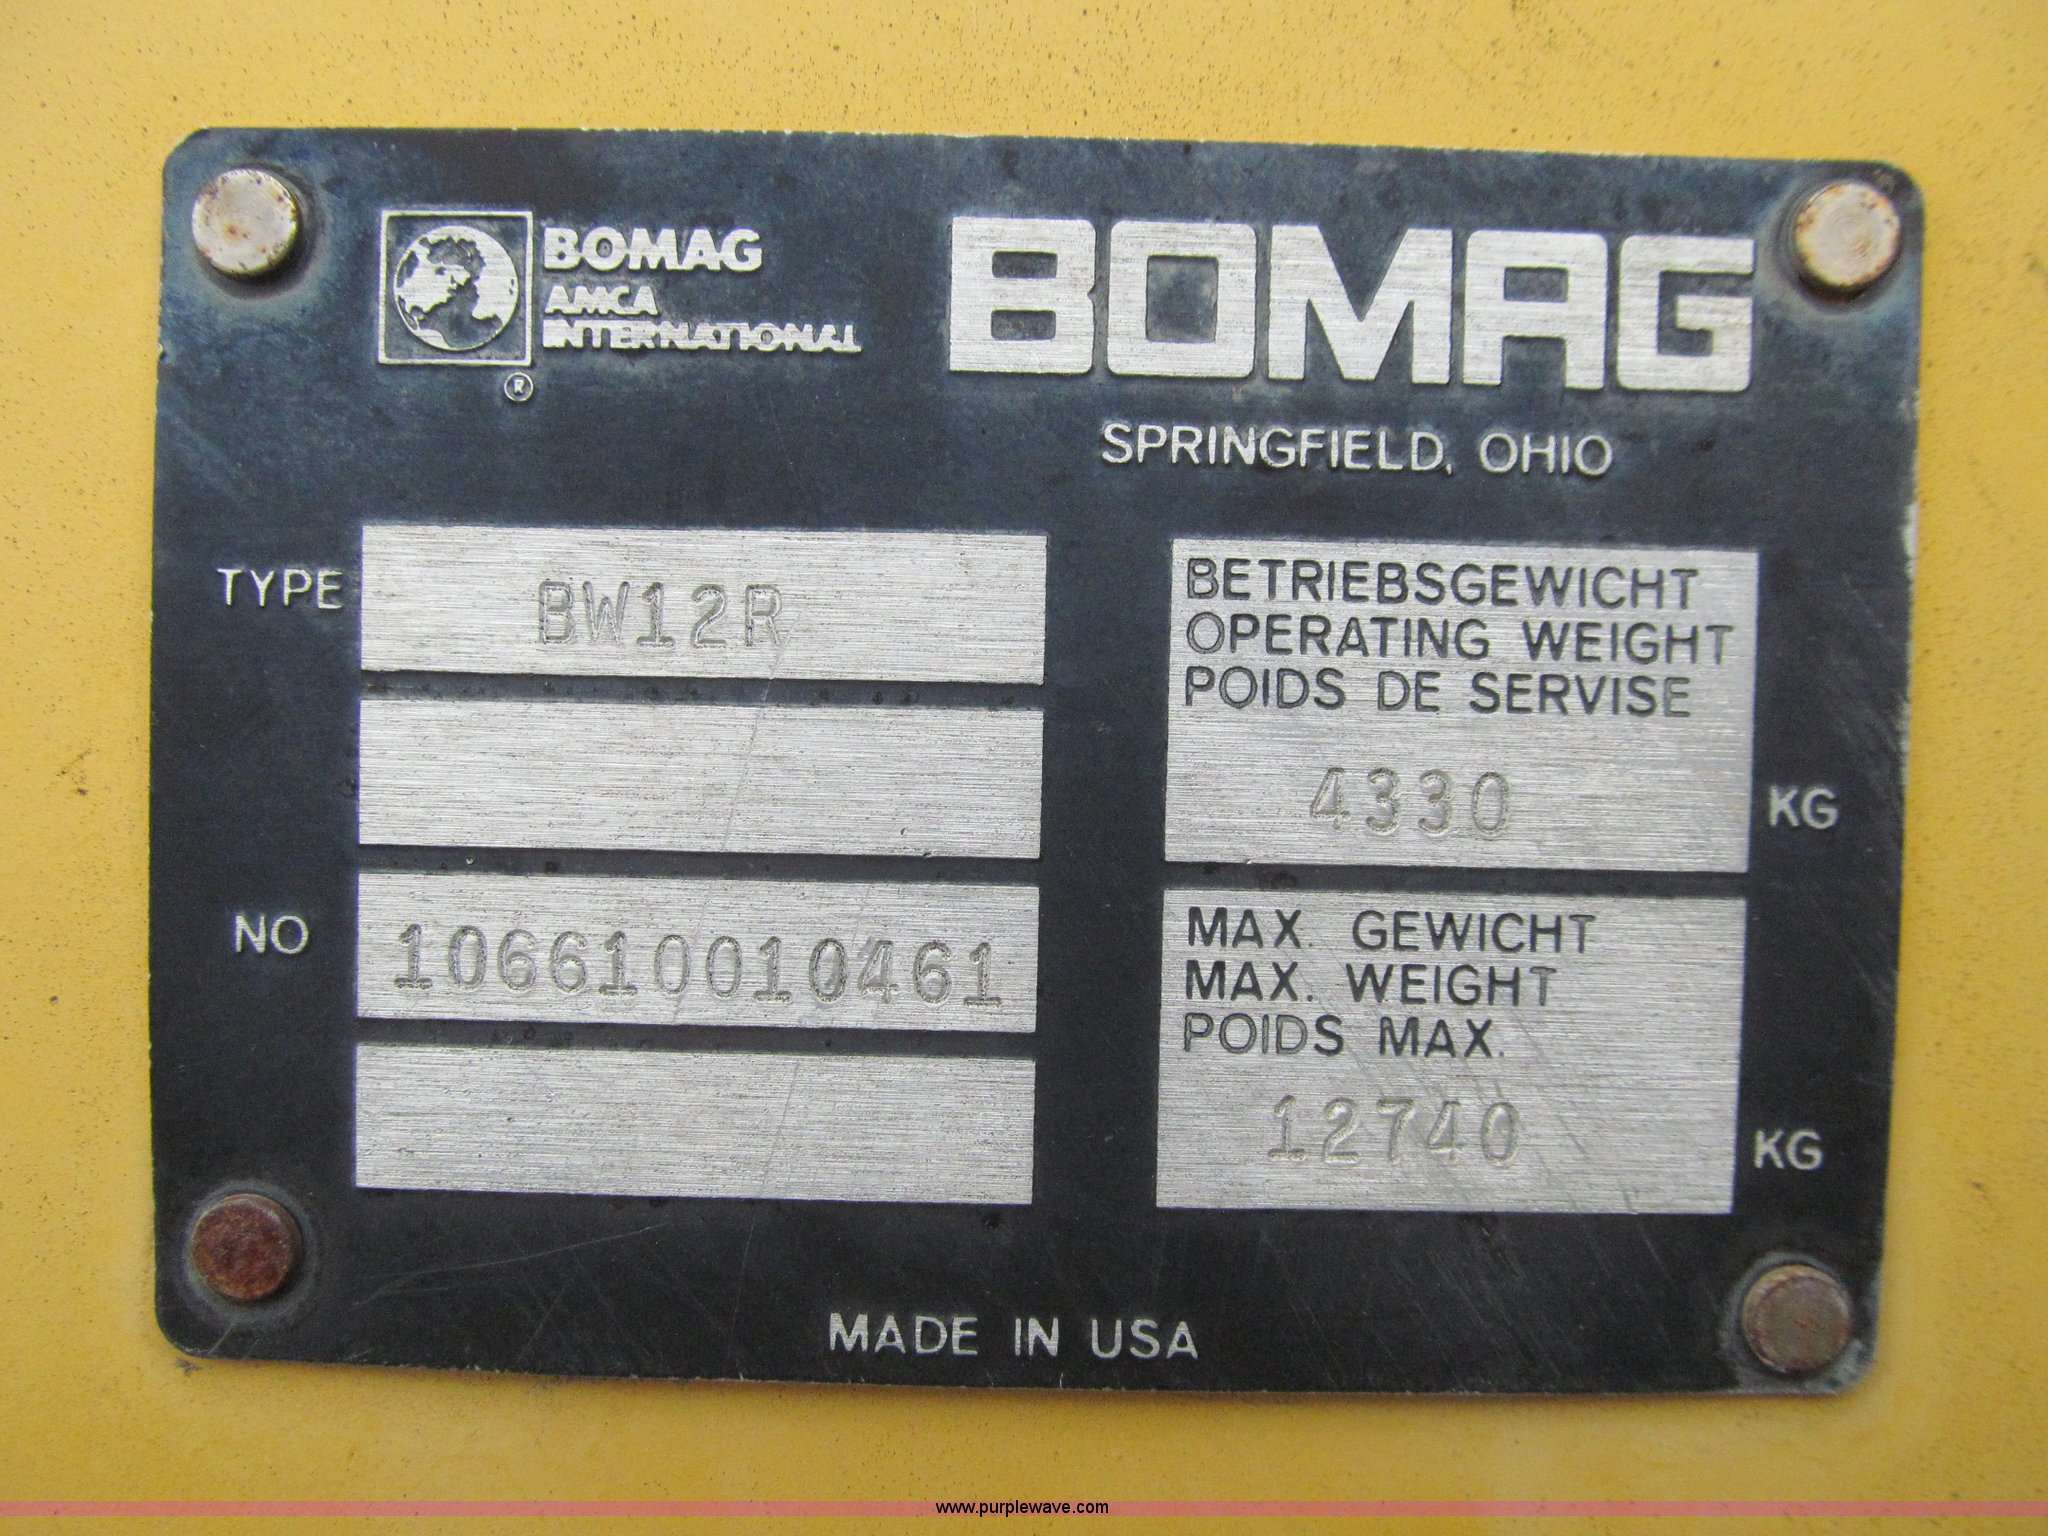 BOMAG
AMCA
INTERNATIONAL
®
BOMAG
SPRINGFIELD, OHIO
TYPE BW12R
NO 106610010461
BETRIEBSGEWICHT
OPERATING WEIGHT
POIDS DE SERVISE
4330 KG
MAX. GEWICHT
MAX. WEIGHT
POIDS MAX.
12740 KG
MADE IN USA
www.purplewave.com